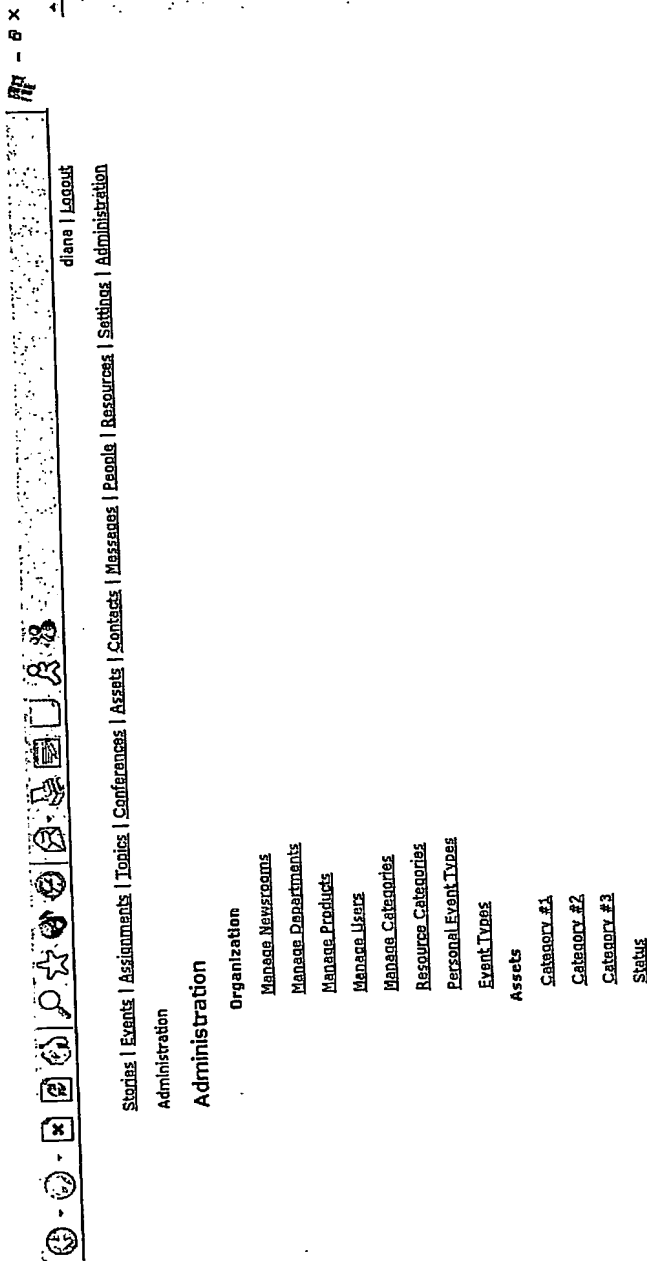 diana | Logout
Stories | Events | Assignments | Topics | Conferences | Assets | Contacts | Messages | People | Resources | Settings | Administration
Administration
Administration
Organization
Manage Newsrooms
Manage Departments
Manage Products
Manage Users
Manage Categories
Resource Categories
Personal Event Types
Event Types
Assets
Category #1
Category #2
Category #3
Status